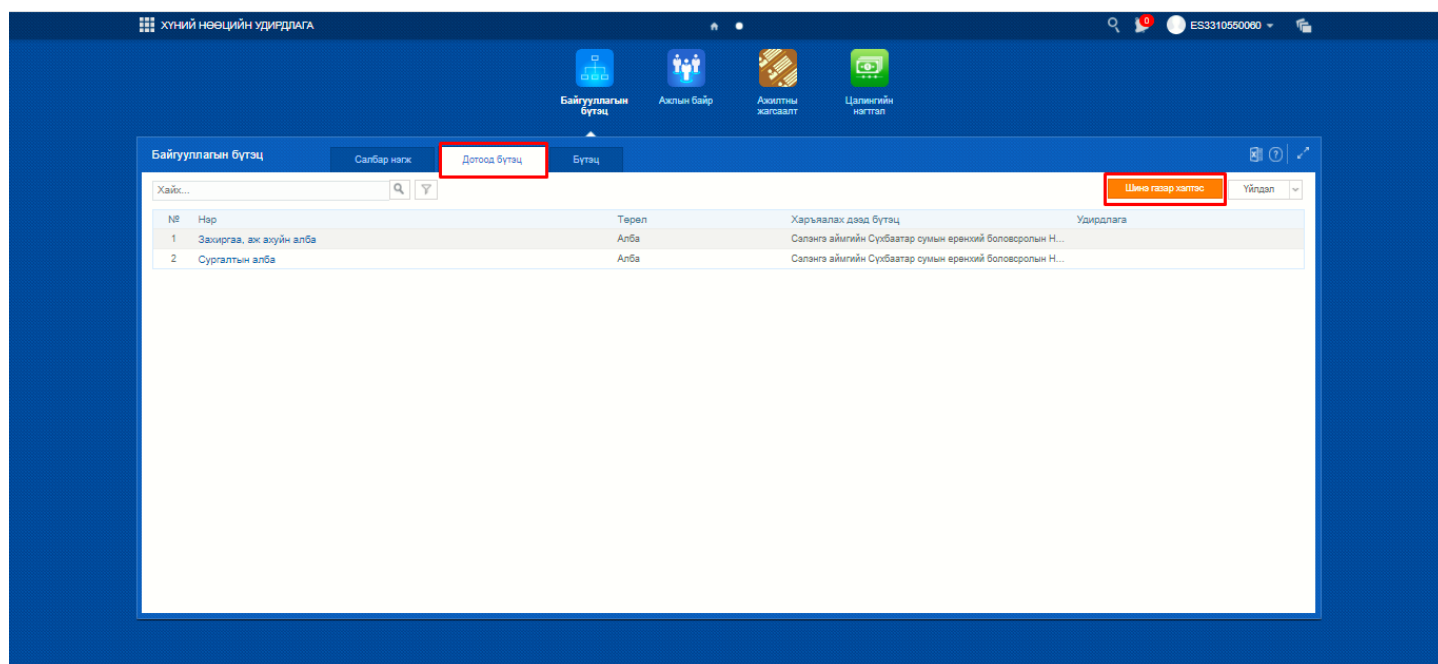 ХҮНИЙ НӨӨЦИЙН УДИРДЛАГА
0
ES3310550060
Байгууллагын бүтэц
Ажлын байр
Ажилтны жагсаалт
Цалингийн нэгтгэл
Байгууллагын бүтэц
Салбар нэгж
Дотоод бүтэц
Бүтэц
Хайх...
Шинэ газар хэлтэс
Үйлдэл
№ Нэр Төрөл Харъяалах дээд бүтэц Удирдлага
1 Захиргаа, аж ахуйн алба Алба Сэлэнгэ аймгийн Сүхбаатар сумын ерөнхий боловсролын Н...
2 Сургалтын алба Алба Сэлэнгэ аймгийн Сүхбаатар сумын ерөнхий боловсролын Н...